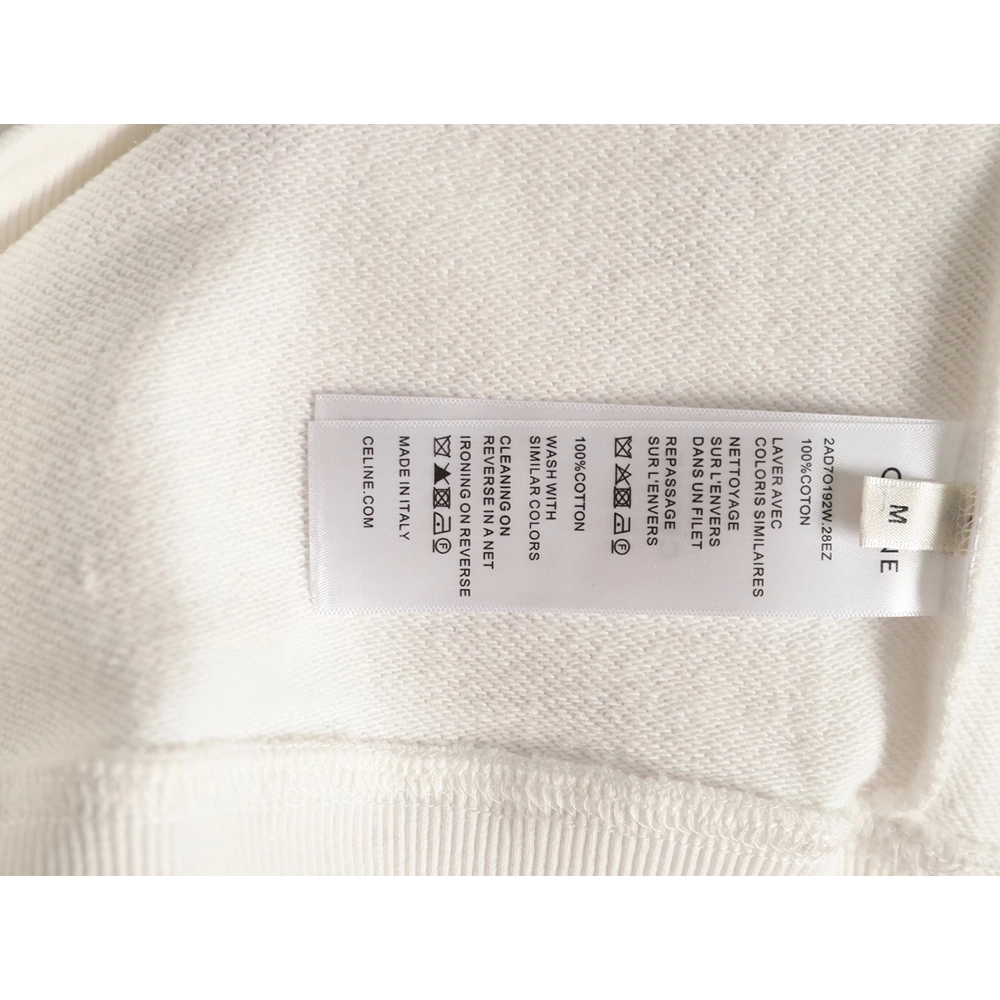 M
2AD7O192W.28EZ
100%COTON
LAVER AVEC
COLORIS SIMILAIRES
NETTOYAGE
SUR L'ENVERS
DANS UN FILET
REPASSAGE
SUR L'ENVERS
100%COTTON
WASH WITH
SIMILAR COLORS
CLEANING ON
REVERSE IN A NET
IRONING ON REVERSE
MADE IN ITALY
CELINE.COM